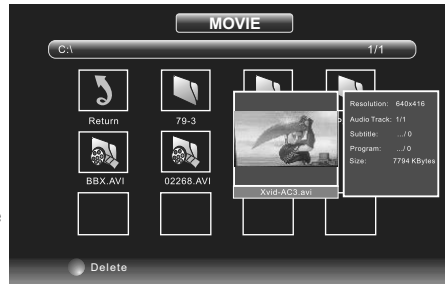 MOVIE
C:\ 1/1
Return 79-3
Resolution: 640x416
Audio Track: 1/1
Subtitle: .../ 0
Program: .../ 0
Size: 7794 KBytes
BBX.AVI 02268.AVI
Xvid-AC3.avi
Delete